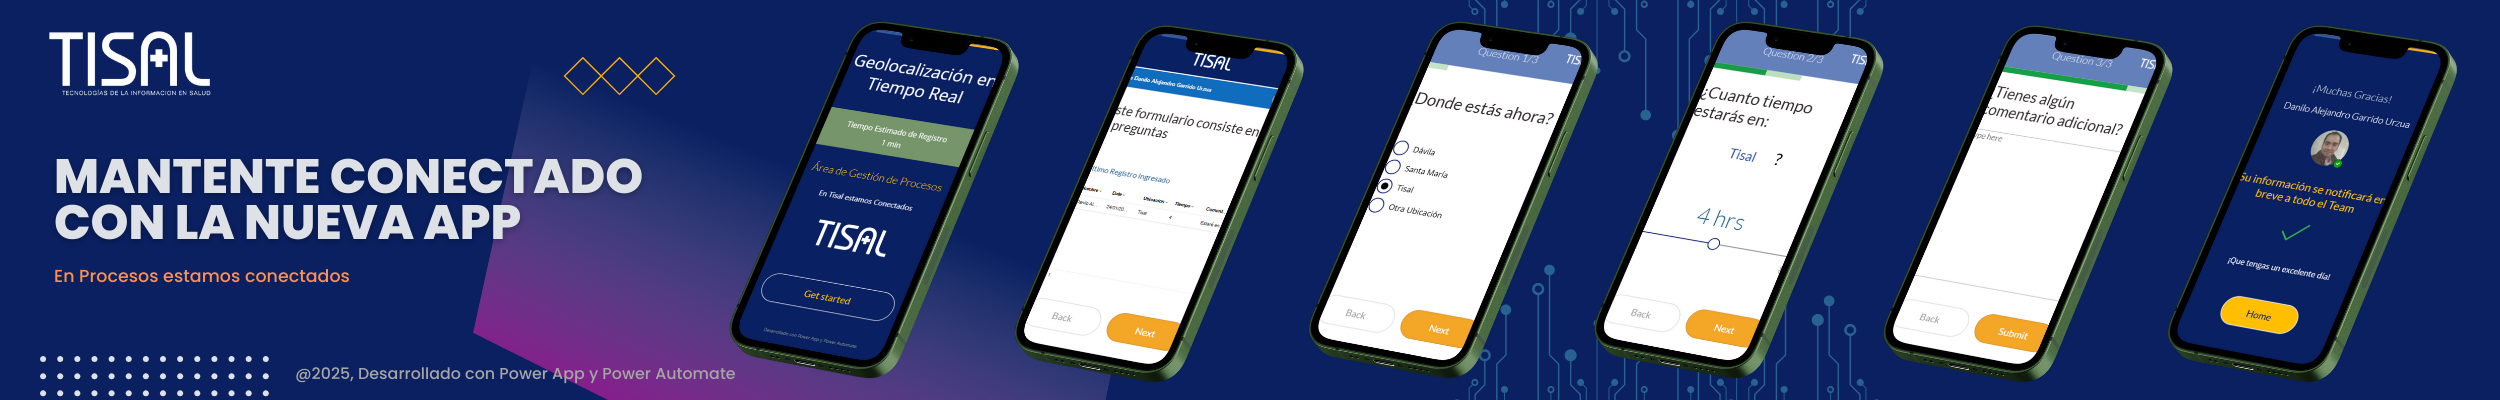 TISAL
TECNOLOGÍAS DE LA INFORMACION EN SALUD
MANTENTE CONECTADO
CON LA NUEVA APP
En Procesos estamos conectados
@2025, Desarrollado con Power App y Power Automate
Geolocalización en
Tiempo Real
Tiempo Estimado de Registro
1 min
Área de Gestión de Procesos
En Tisal estamos Conectados
TISAL
Get started
Desarrollado con Power App y Power Automate
TISAL
Danilo Alejandro Garrido Urzua
ste formulario consiste en
preguntas
ltimo Registro Ingresado
Date
Ubicacion
Tiempo
Coment
Tisal
4
Back
Next
Question 1/3
TIS
Donde estás ahora?
Dávila
Santa María
Tisal
Otra Ubicación
Back
Next
Question 2/3
TIS
¿Cuanto tiempo
estarás en:
Tisal ?
4 hrs
Back
Next
Question 3/3
TIS
¿Tienes algún
comentario adicional?
pe here
Back
Submit
¡Muchas Gracias!
Danilo Alejandro Garrido Urzua
Su información se notificará en
breve a todo el Team
¡Que tengas un excelente día!
Home